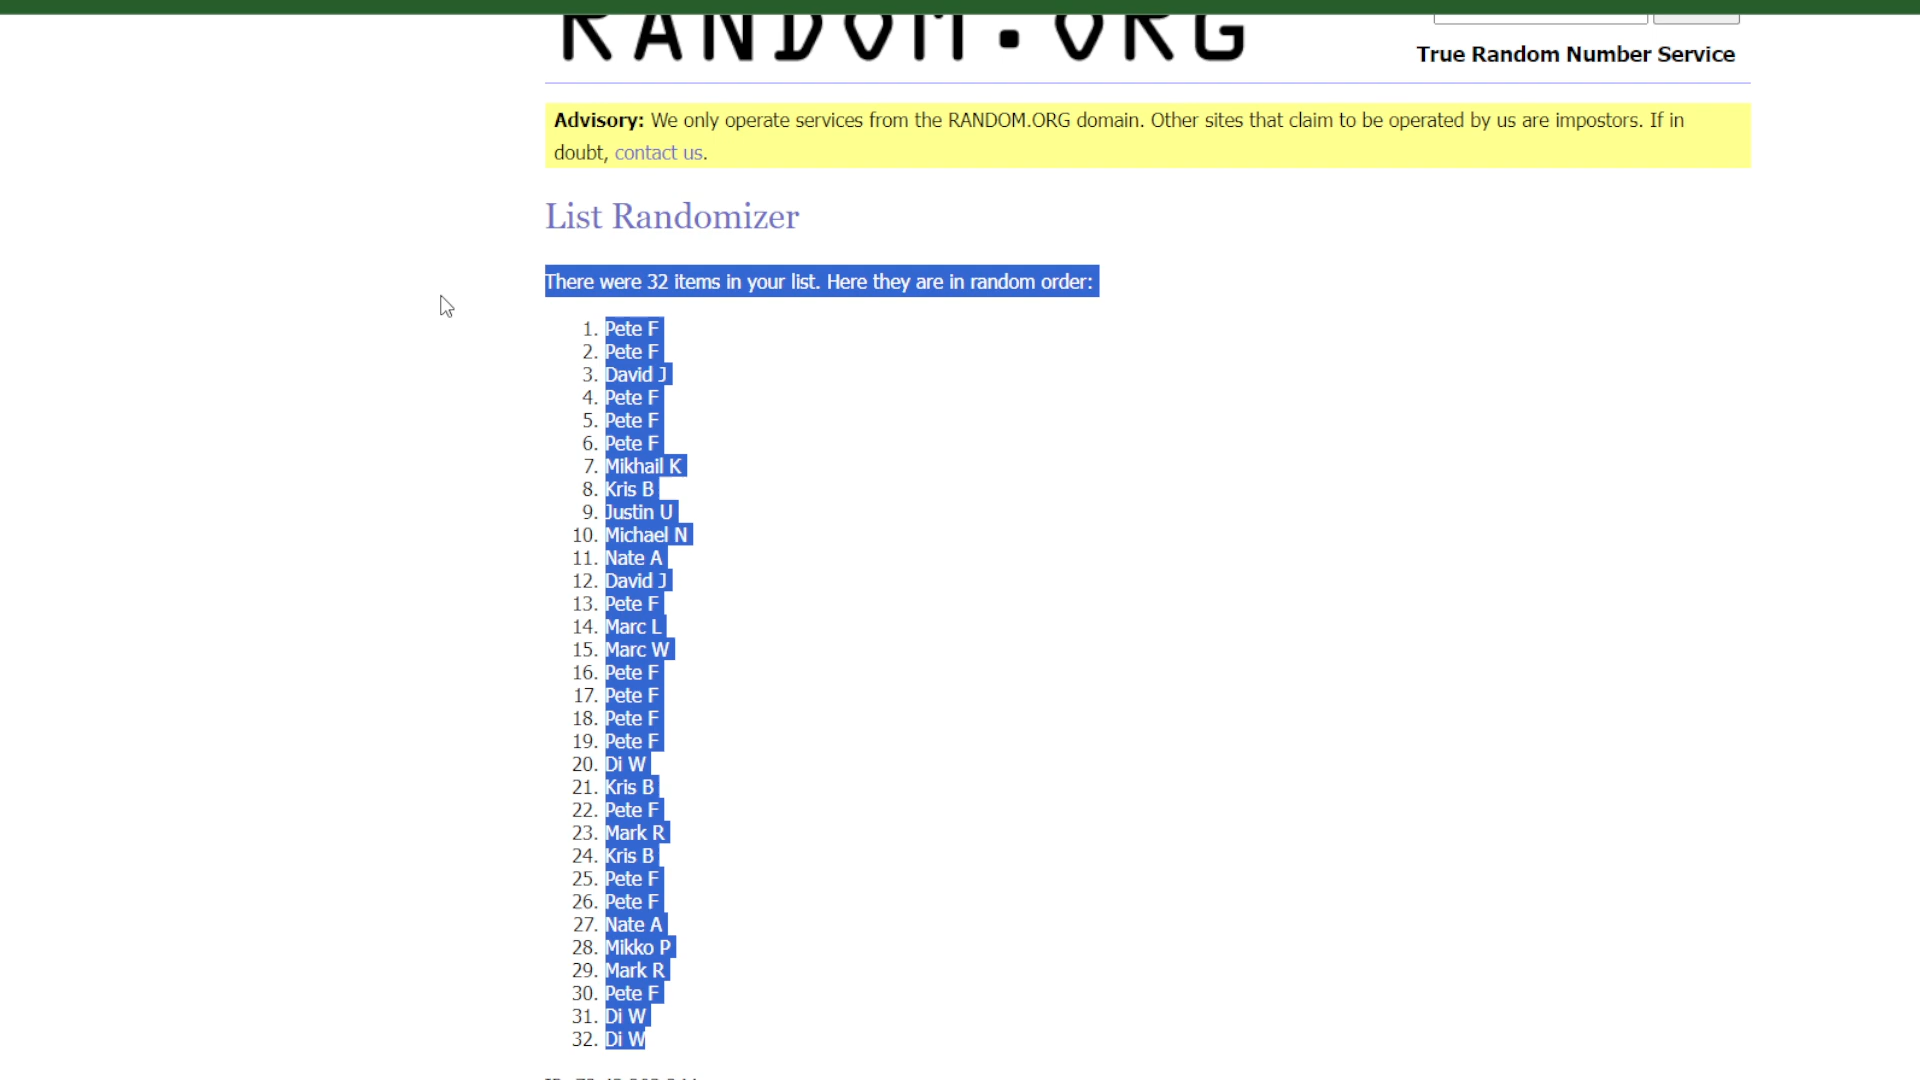 RANDOM.ORG
True Random Number Service
Advisory: We only operate services from the RANDOM.ORG domain. Other sites that claim to be operated by us are impostors. If in
doubt, contact us.
List Randomizer
There were 32 items in your list. Here they are in random order:
1. Pete F
2. Pete F
3. David J
4. Pete F
5. Pete F
6. Pete F
7. Mikhail K
8. Kris B
9. Justin U
10. Michael N
11. Nate A
12. David J
13. Pete F
14. Marc L
15. Marc W
16. Pete F
17. Pete F
18. Pete F
19. Pete F
20. Di W
21. Kris B
22. Pete F
23. Mark R
24. Kris B
25. Pete F
26. Pete F
27. Nate A
28. Mikko P
29. Mark R
30. Pete F
31. Di W
32. Di W